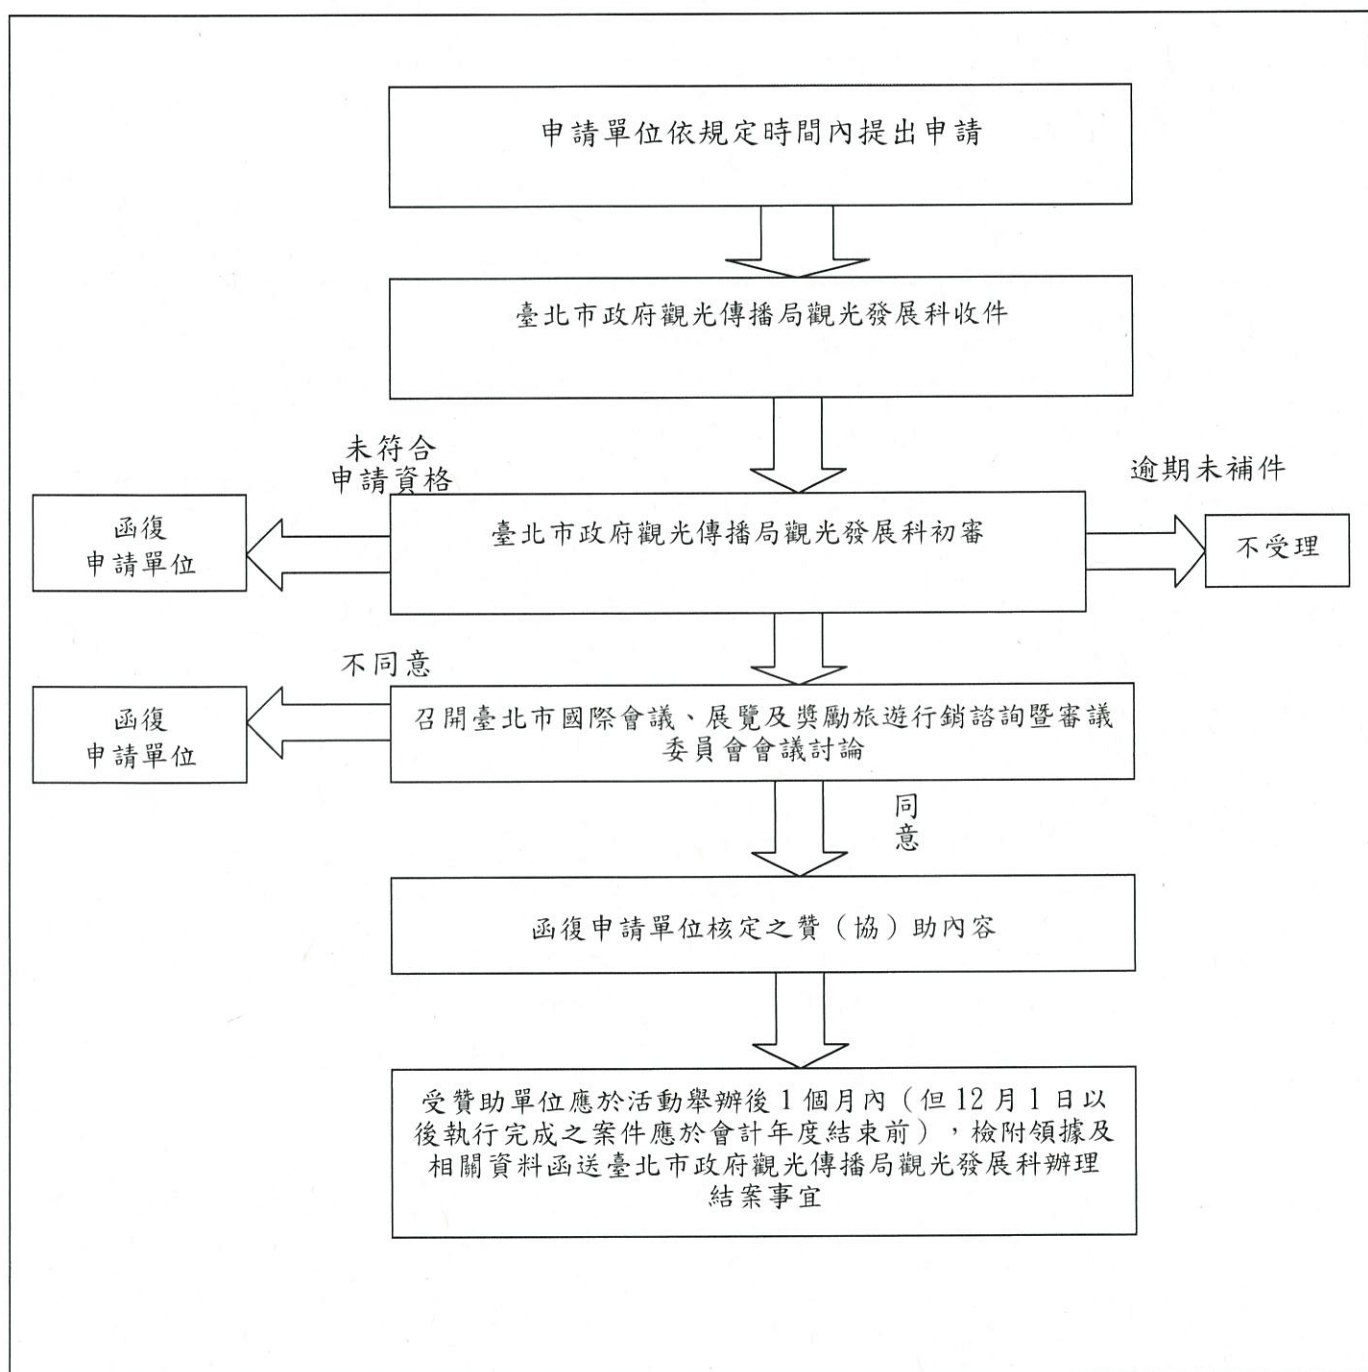 申請單位依規定時間內提出申請
臺北市政府觀光傳播局觀光發展科收件
未符合
申請資格
逾期未補件
函復
申請單位
臺北市政府觀光傳播局觀光發展科初審
不受理
不同意
函復
申請單位
召開臺北市國際會議、展覽及獎勵旅遊行銷諮詢暨審議
委員會會議討論
同
意
函復申請單位核定之贊（協）助內容
受贊助單位應於活動舉辦後1個月內（但12月1日以
後執行完成之案件應於會計年度結束前），檢附領據及
相關資料函送臺北市政府觀光傳播局觀光發展科辦理
結案事宜